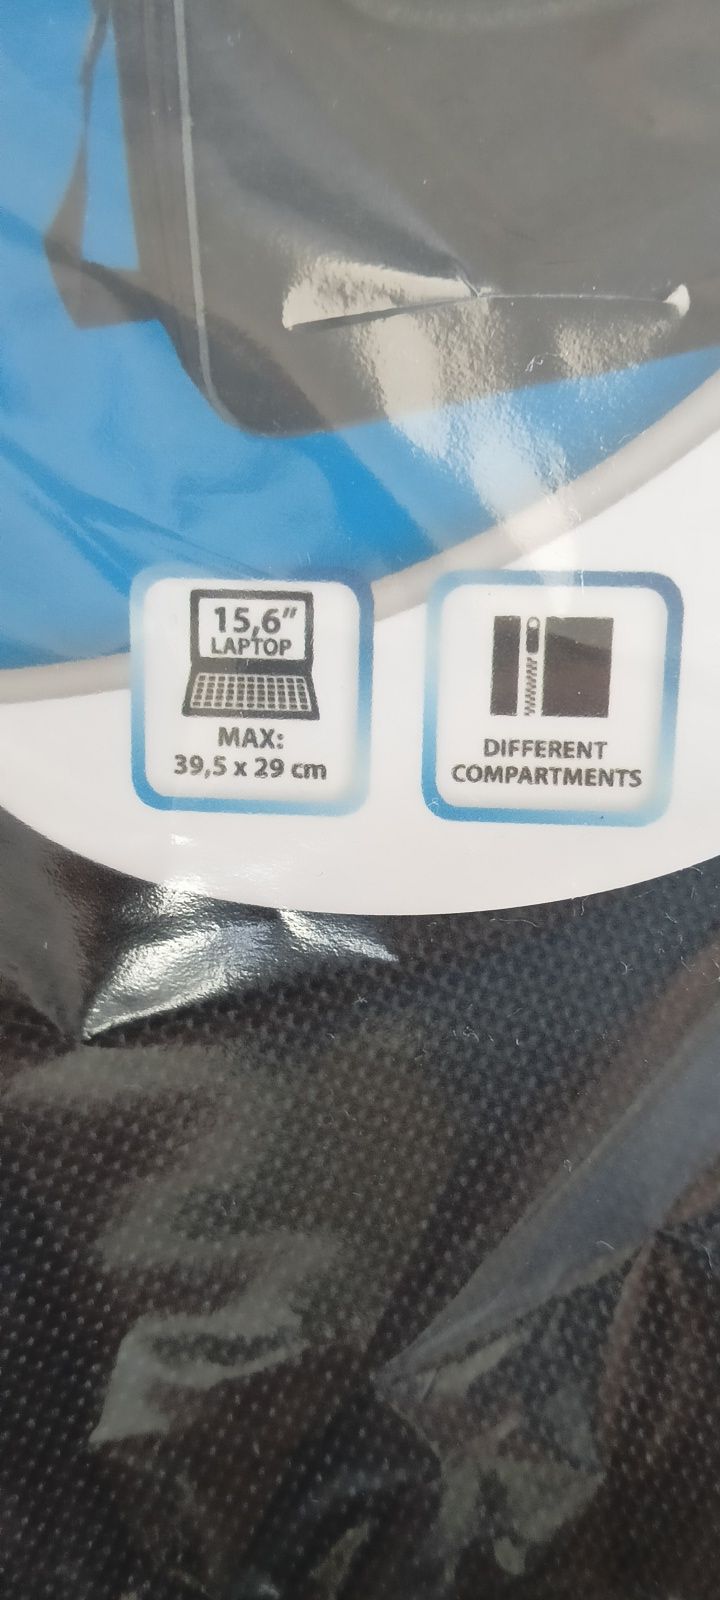 15,6"
LAPTOP
MAX:
39,5 x 29 cm
DIFFERENT
COMPARTMENTS